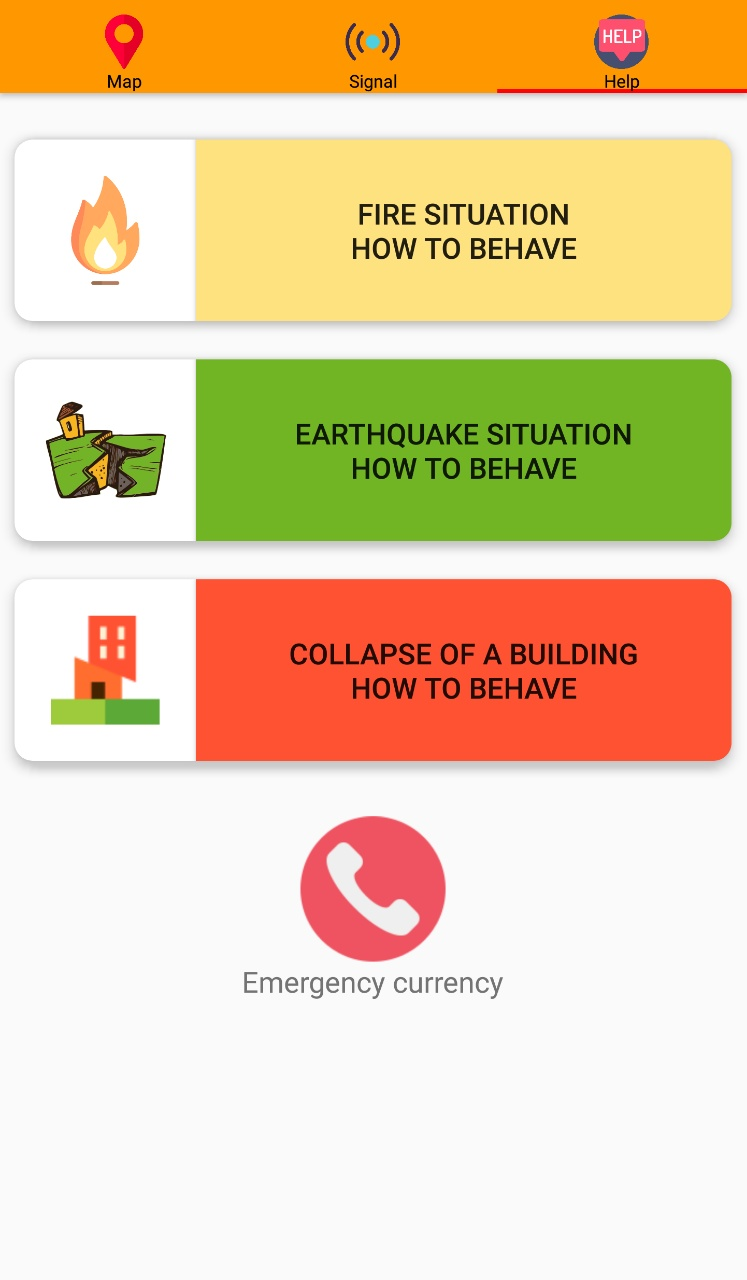 HELP
Map
Signal
Help
FIRE SITUATION
HOW TO BEHAVE
EARTHQUAKE SITUATION
HOW TO BEHAVE
COLLAPSE OF A BUILDING
HOW TO BEHAVE
Emergency currency